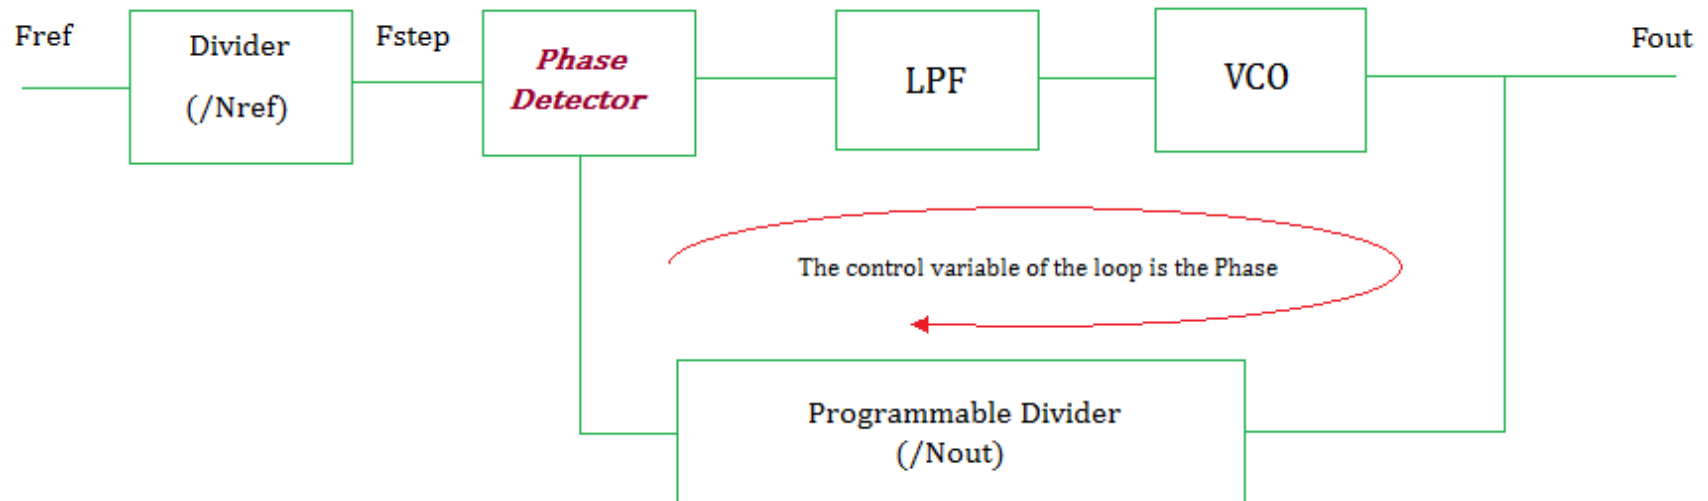 Fref
Divider
(/Nref)
Fstep
Phase
Detector
LPF
VCO
Fout
The control variable of the loop is the Phase
Programmable Divider
(/Nout)